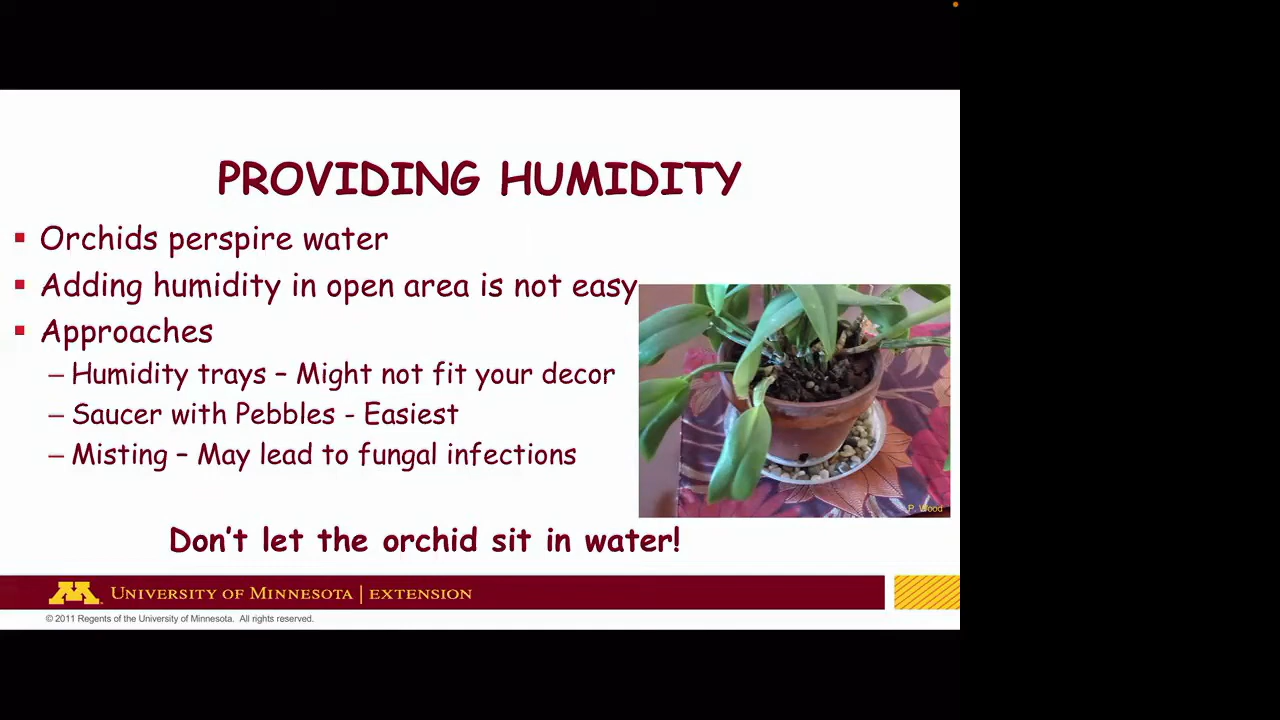 PROVIDING HUMIDITY
▪ Orchids perspire water
▪ Adding humidity in open area is not easy
▪ Approaches
– Humidity trays – Might not fit your decor
– Saucer with Pebbles - Easiest
– Misting – May lead to fungal infections
P. Wood
Don't let the orchid sit in water!
UNIVERSITY OF MINNESOTA | EXTENSION
© 2011 Regents of the University of Minnesota. All rights reserved.